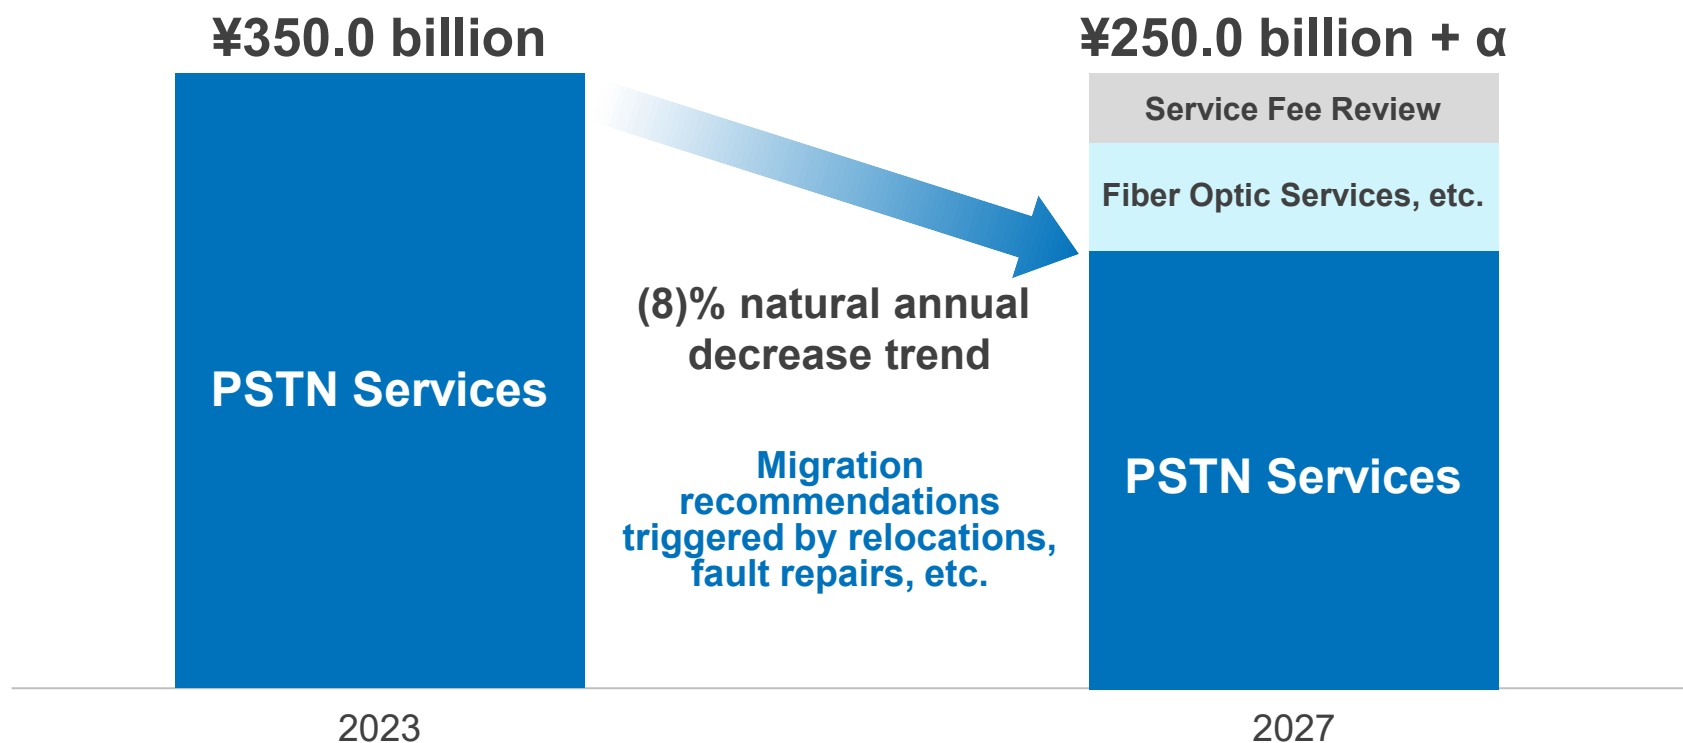 ¥350.0 billion
¥250.0 billion + α
Service Fee Review
Fiber Optic Services, etc.
(8)% natural annual
decrease trend
PSTN Services
Migration
recommendations
triggered by relocations,
fault repairs, etc.
PSTN Services
2023
2027